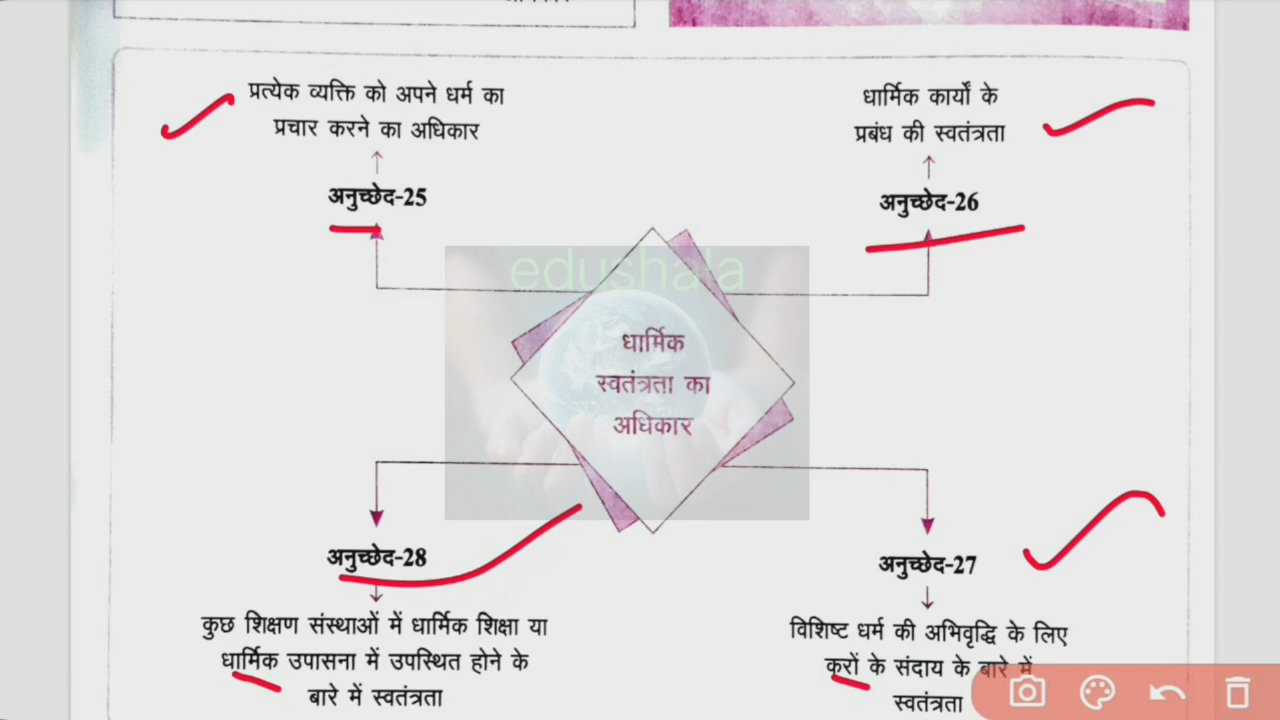 प्रत्येक व्यक्ति को अपने धर्म का
प्रचार करने का अधिकार
अनुच्छेद-25
धार्मिक कार्यों के
प्रबंध की स्वतंत्रता
अनुच्छेद-26
edushala
धार्मिक
स्वतंत्रता का
अधिकार
अनुच्छेद-28
कुछ शिक्षण संस्थाओं में धार्मिक शिक्षा या
धार्मिक उपासना में उपस्थित होने के
बारे में स्वतंत्रता
अनुच्छेद-27
विशिष्ट धर्म की अभिवृद्धि के लिए
करों के संदाय के बारे में
स्वतंत्रता